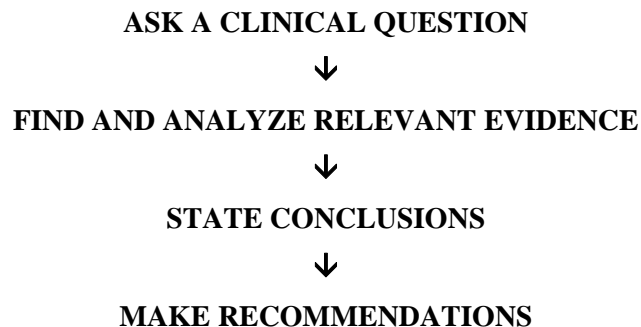 ASK A CLINICAL QUESTION
↓
FIND AND ANALYZE RELEVANT EVIDENCE
↓
STATE CONCLUSIONS
↓
MAKE RECOMMENDATIONS